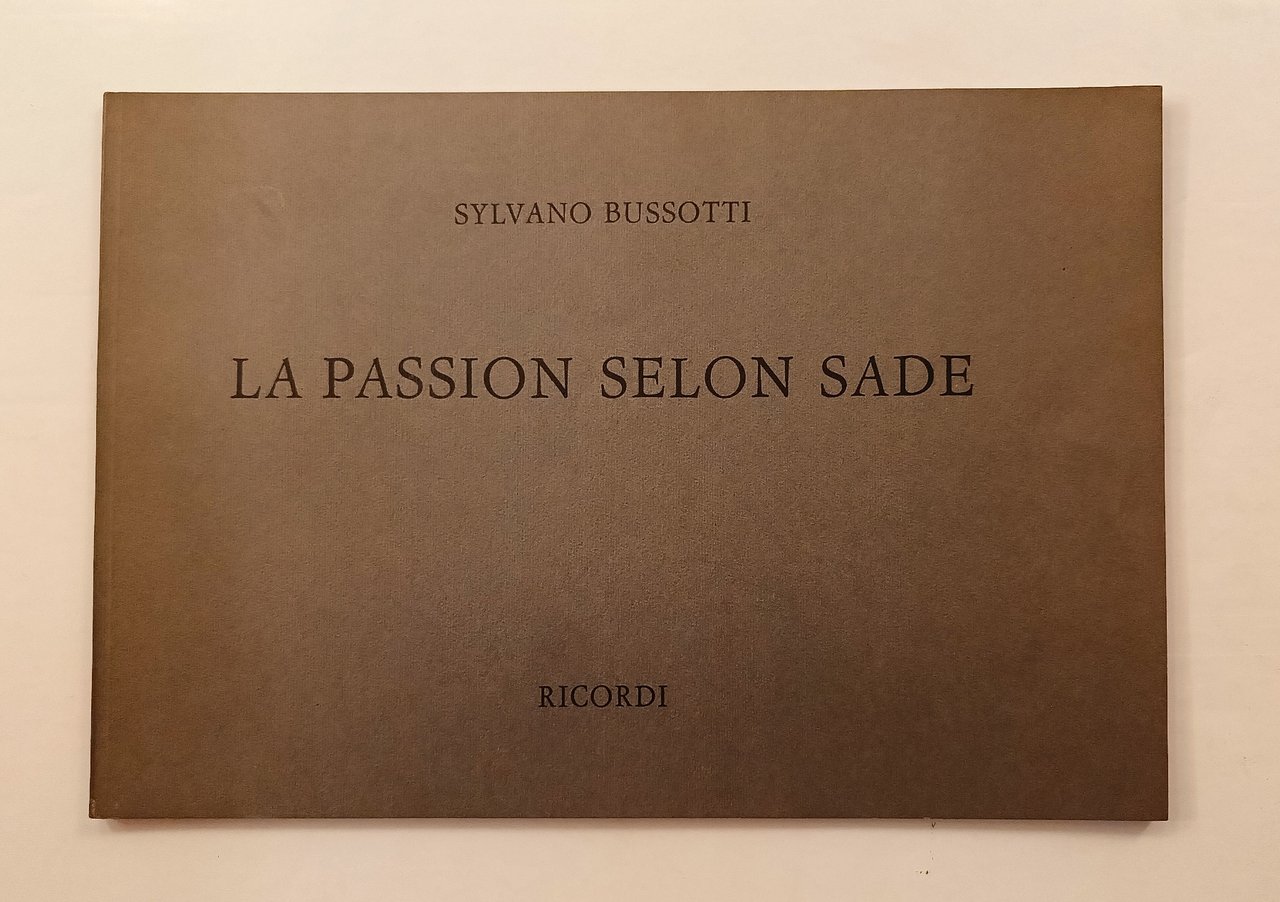 SYLVANO BUSSOTTI
LA PASSION SELON SADE
RICORDI